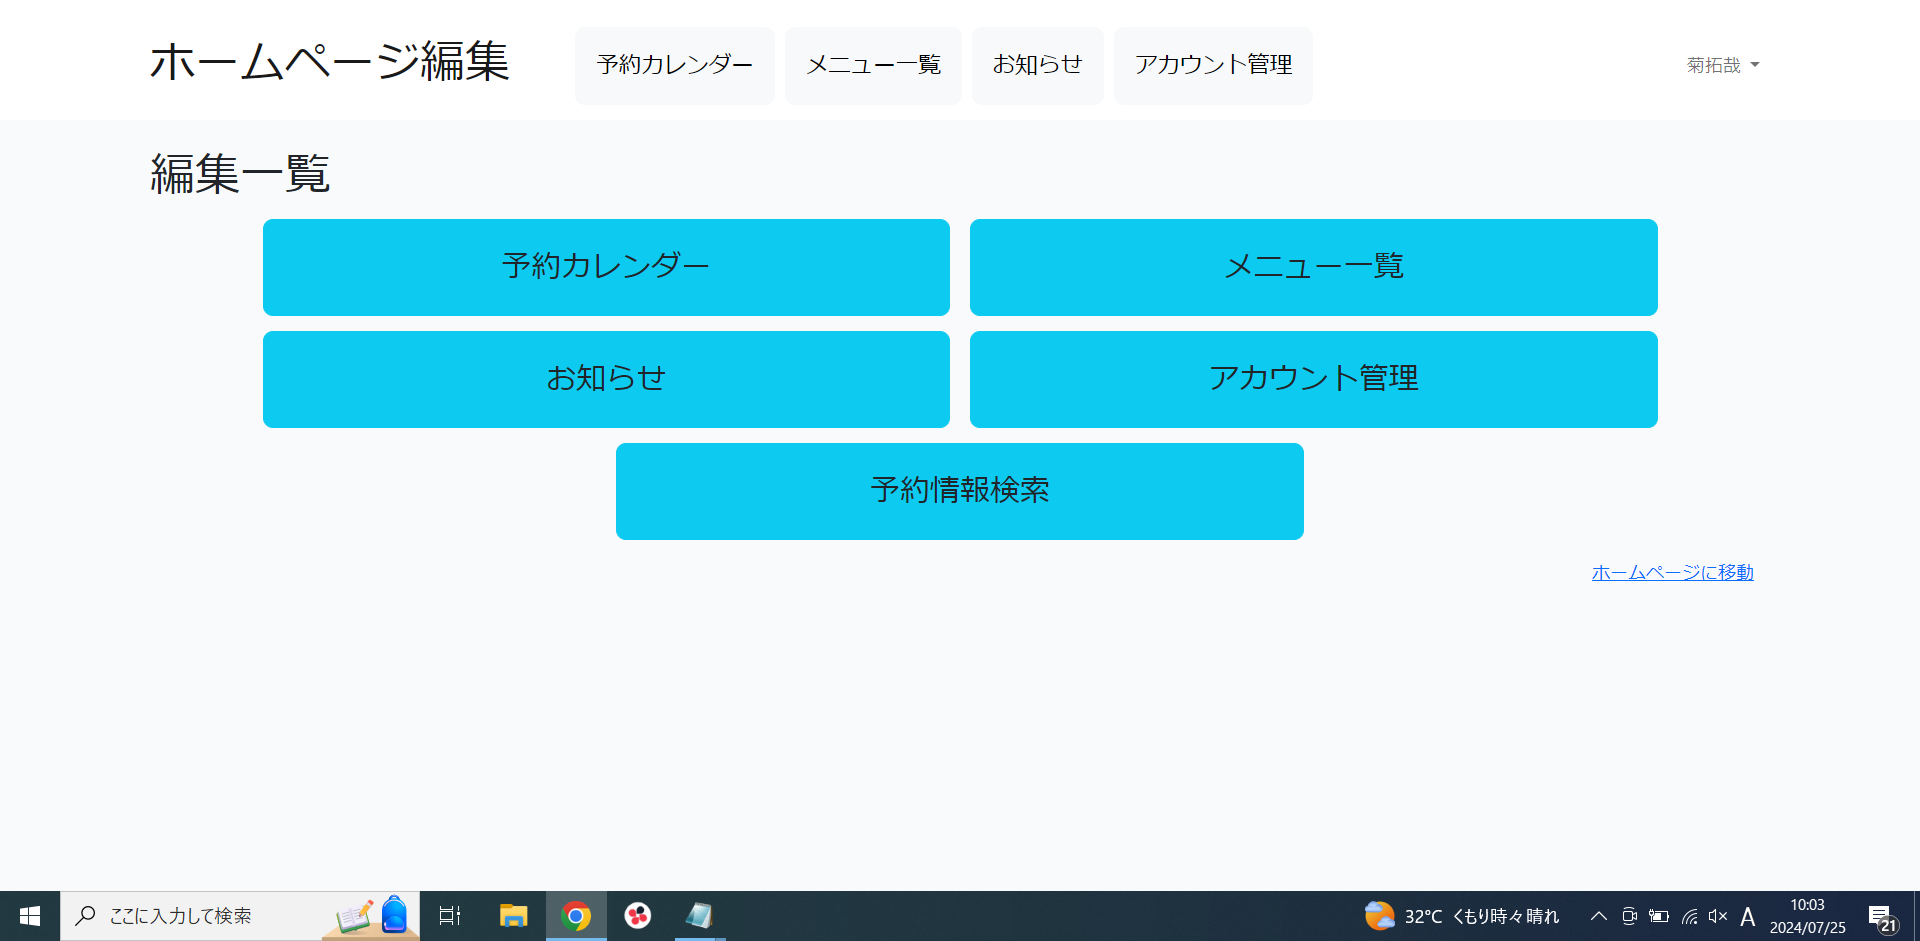 ホームページ編集
予約カレンダー
メニュー一覧
お知らせ
アカウント管理
菊拓哉
編集一覧
予約カレンダー
メニュー一覧
お知らせ
アカウント管理
予約情報検索
ホームページに移動
ここに入力して検索
32°C くもり時々晴れ
A
10:03
2024/07/25
21